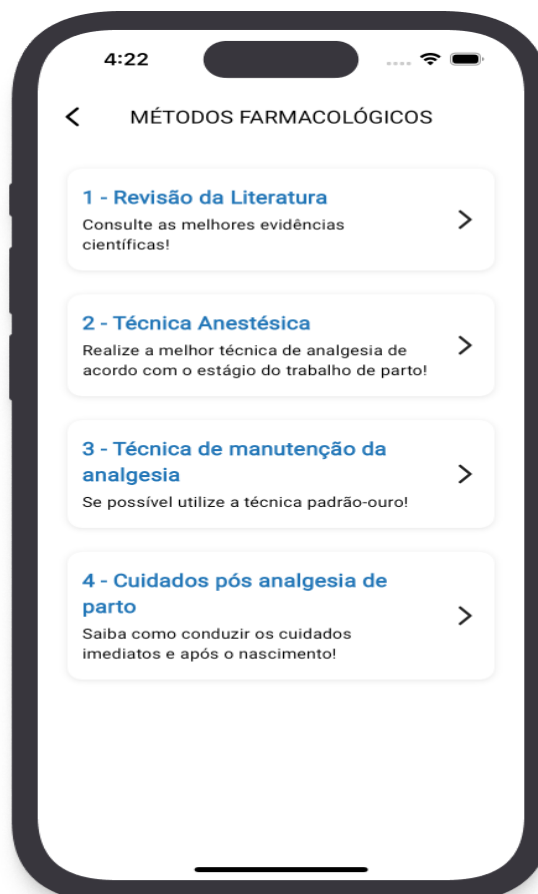 4:22
MÉTODOS FARMACOLÓGICOS
1 - Revisão da Literatura
Consulte as melhores evidências
científicas!
2 - Técnica Anestésica
Realize a melhor técnica de analgesia de
acordo com o estágio do trabalho de parto!
3 - Técnica de manutenção da
analgesia
Se possível utilize a técnica padrão-ouro!
4 - Cuidados pós analgesia de
parto
Saiba como conduzir os cuidados
imediatos e após o nascimento!